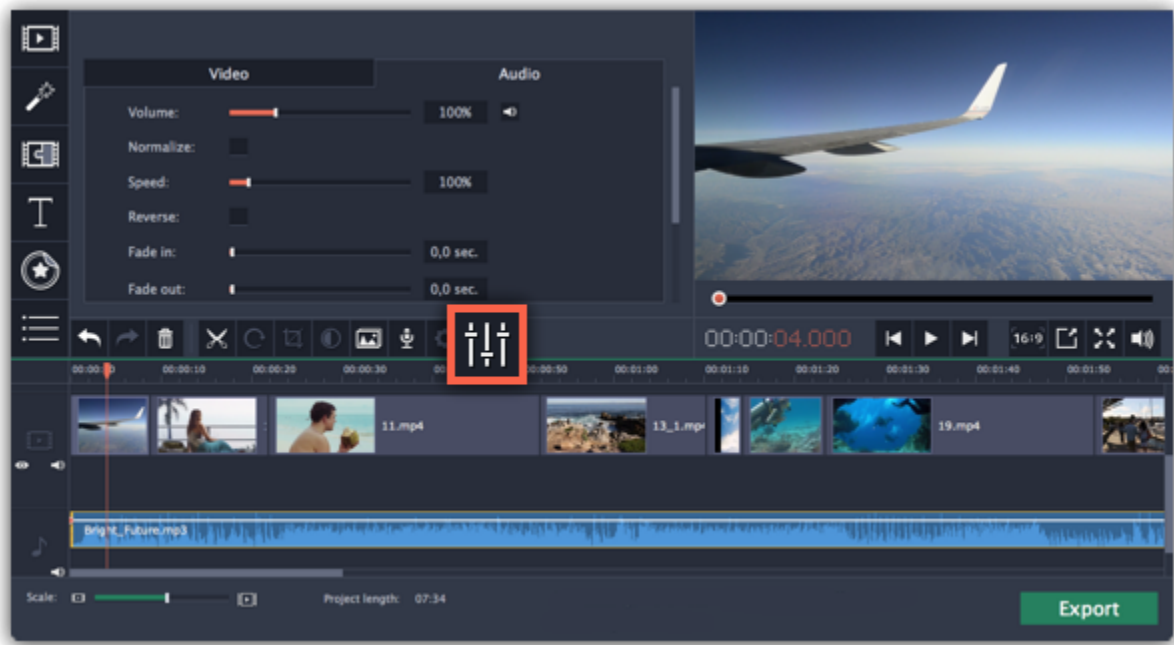 Video Audio
Volume: 100%
Normalize:
Speed: 100%
Reverse:
Fade in: 0,0 sec.
Fade out: 0,0 sec.
T
00:00:04.000 16:9
00:00:10 00:00:20 00:00:30 00:00:50 00:01:00 00:01:10 00:01:20 00:01:30 00:01:40 00:01:50
11.mp4 13_1.mp4 19.mp4
Bright_Future.mp3
Scale: Project length: 07:34
Export